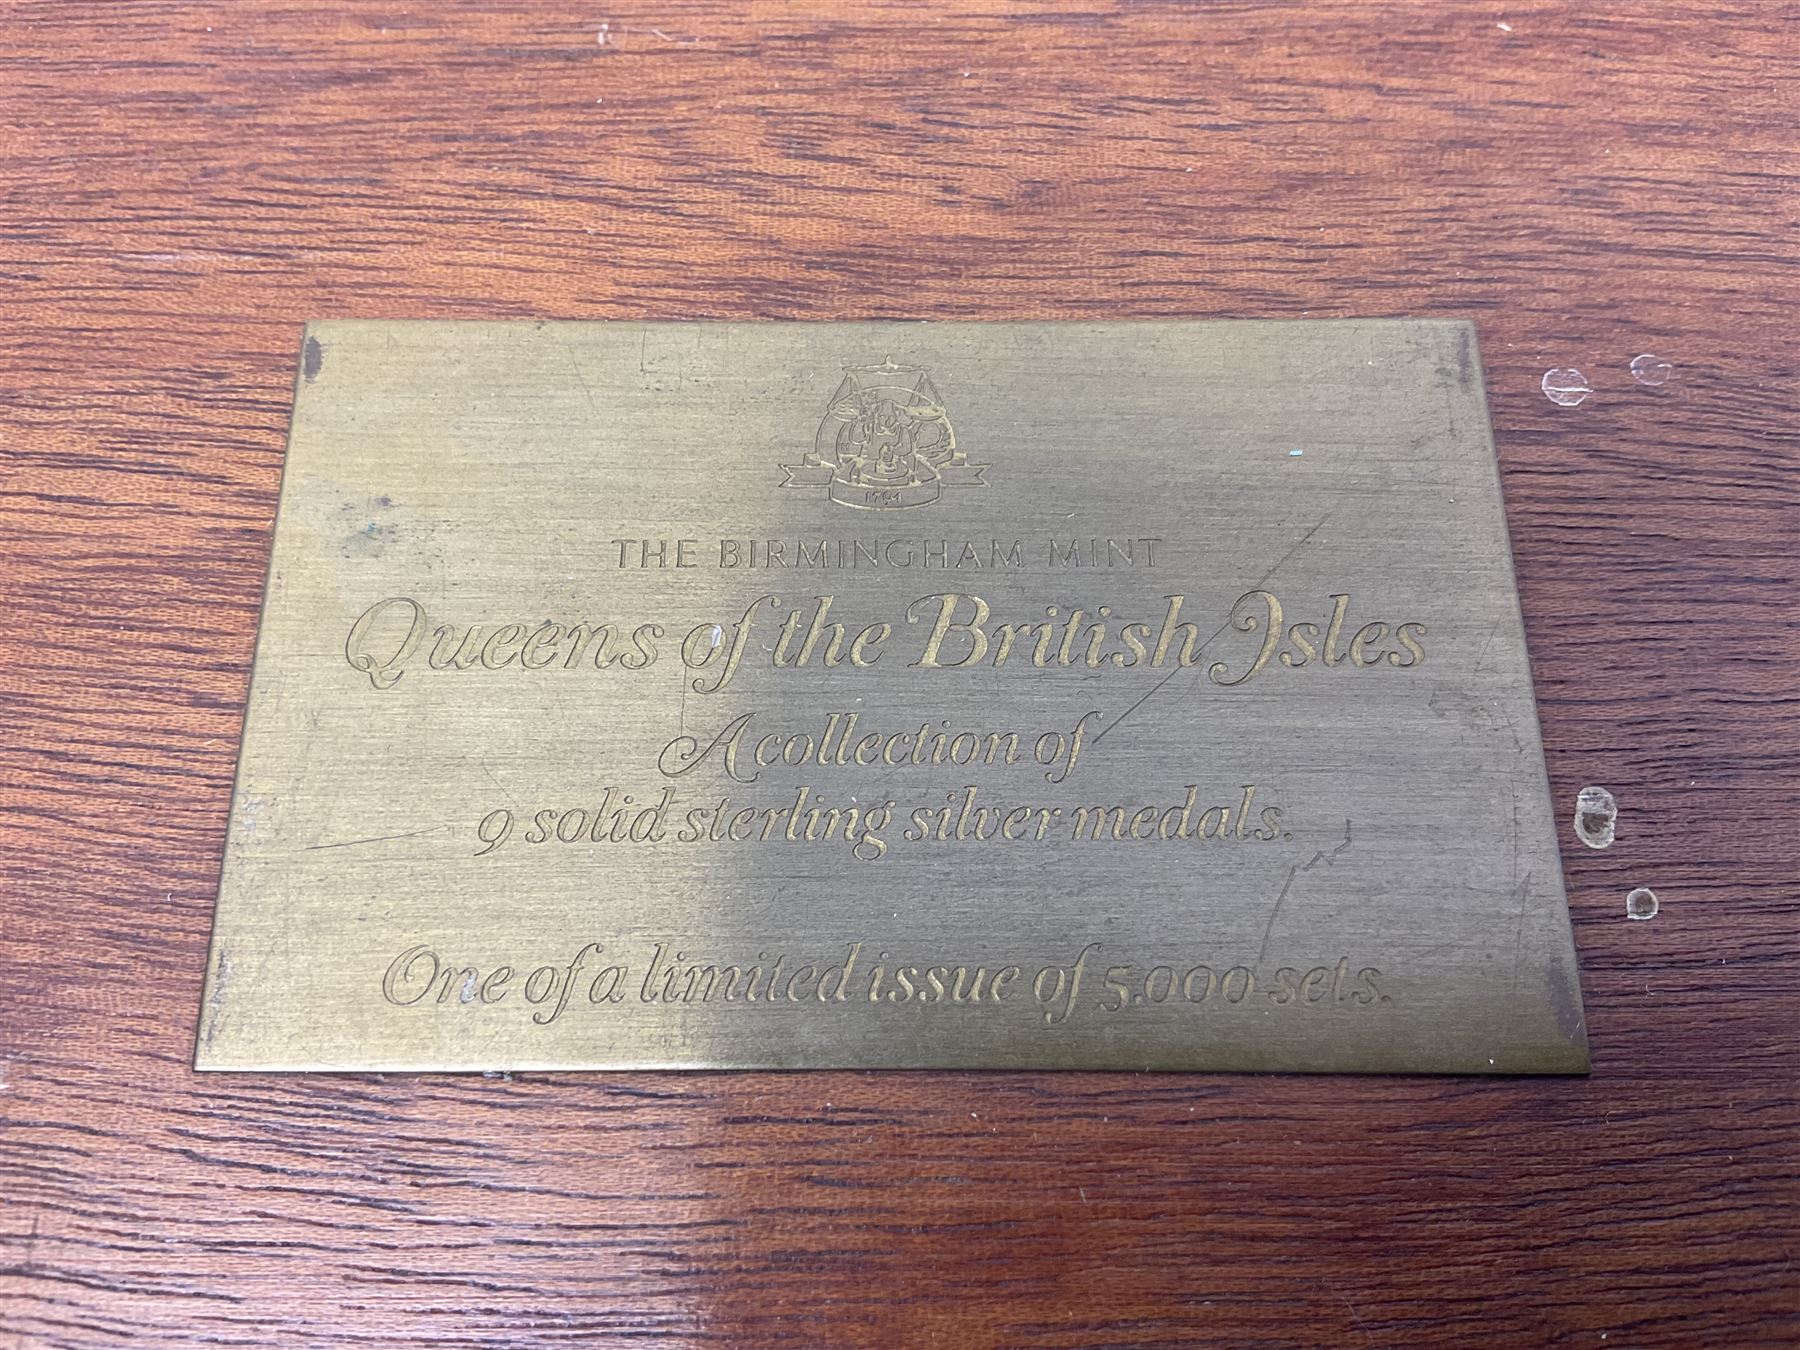 1794
THE BIRMINGHAM MINT
Queens of the British Isles
A collection of
9 solid sterling silver medals.
One of a limited issue of 5,000 sets.